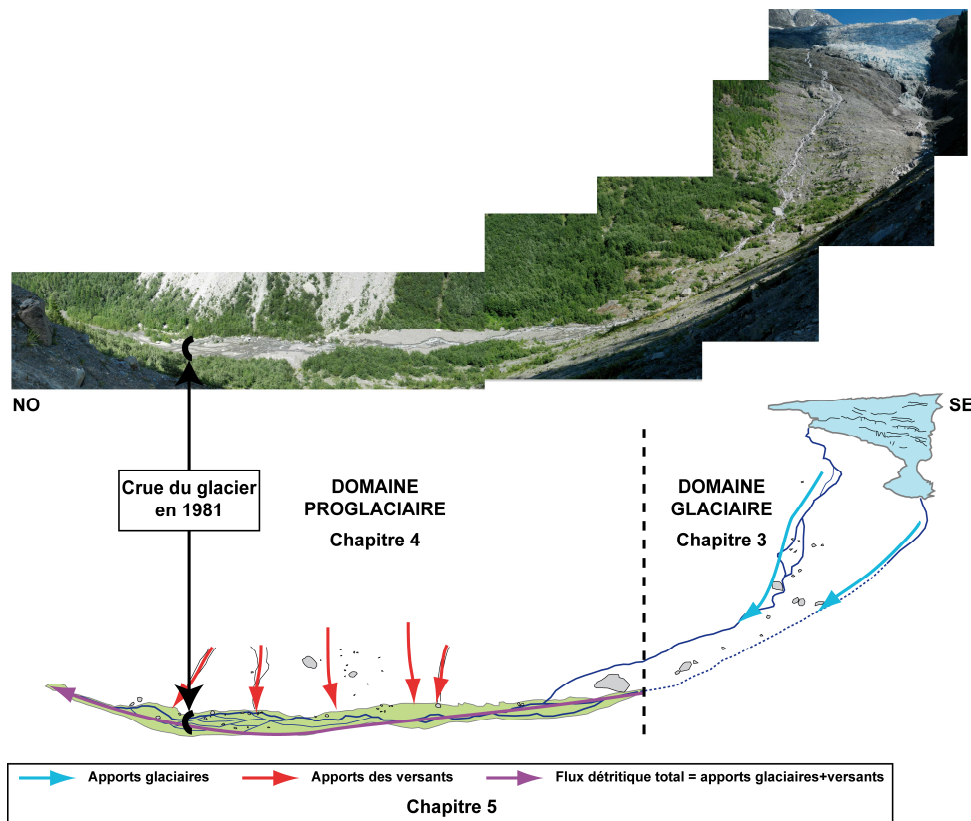 NO
SE
Crue du glacier
en 1981
DOMAINE
PROGLACIAIRE
Chapitre 4
DOMAINE
GLACIAIRE
Chapitre 3
Apports glaciaires
Apports des versants
Flux détritique total = apports glaciaires+versants
Chapitre 5